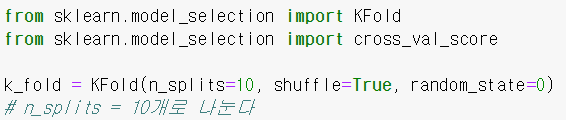 from sklearn.model_selection import KFold
from sklearn.model_selection import cross_val_score
k_fold = KFold(n_splits=10, shuffle=True, random_state=0)
# n_splits = 10개로 나눈다